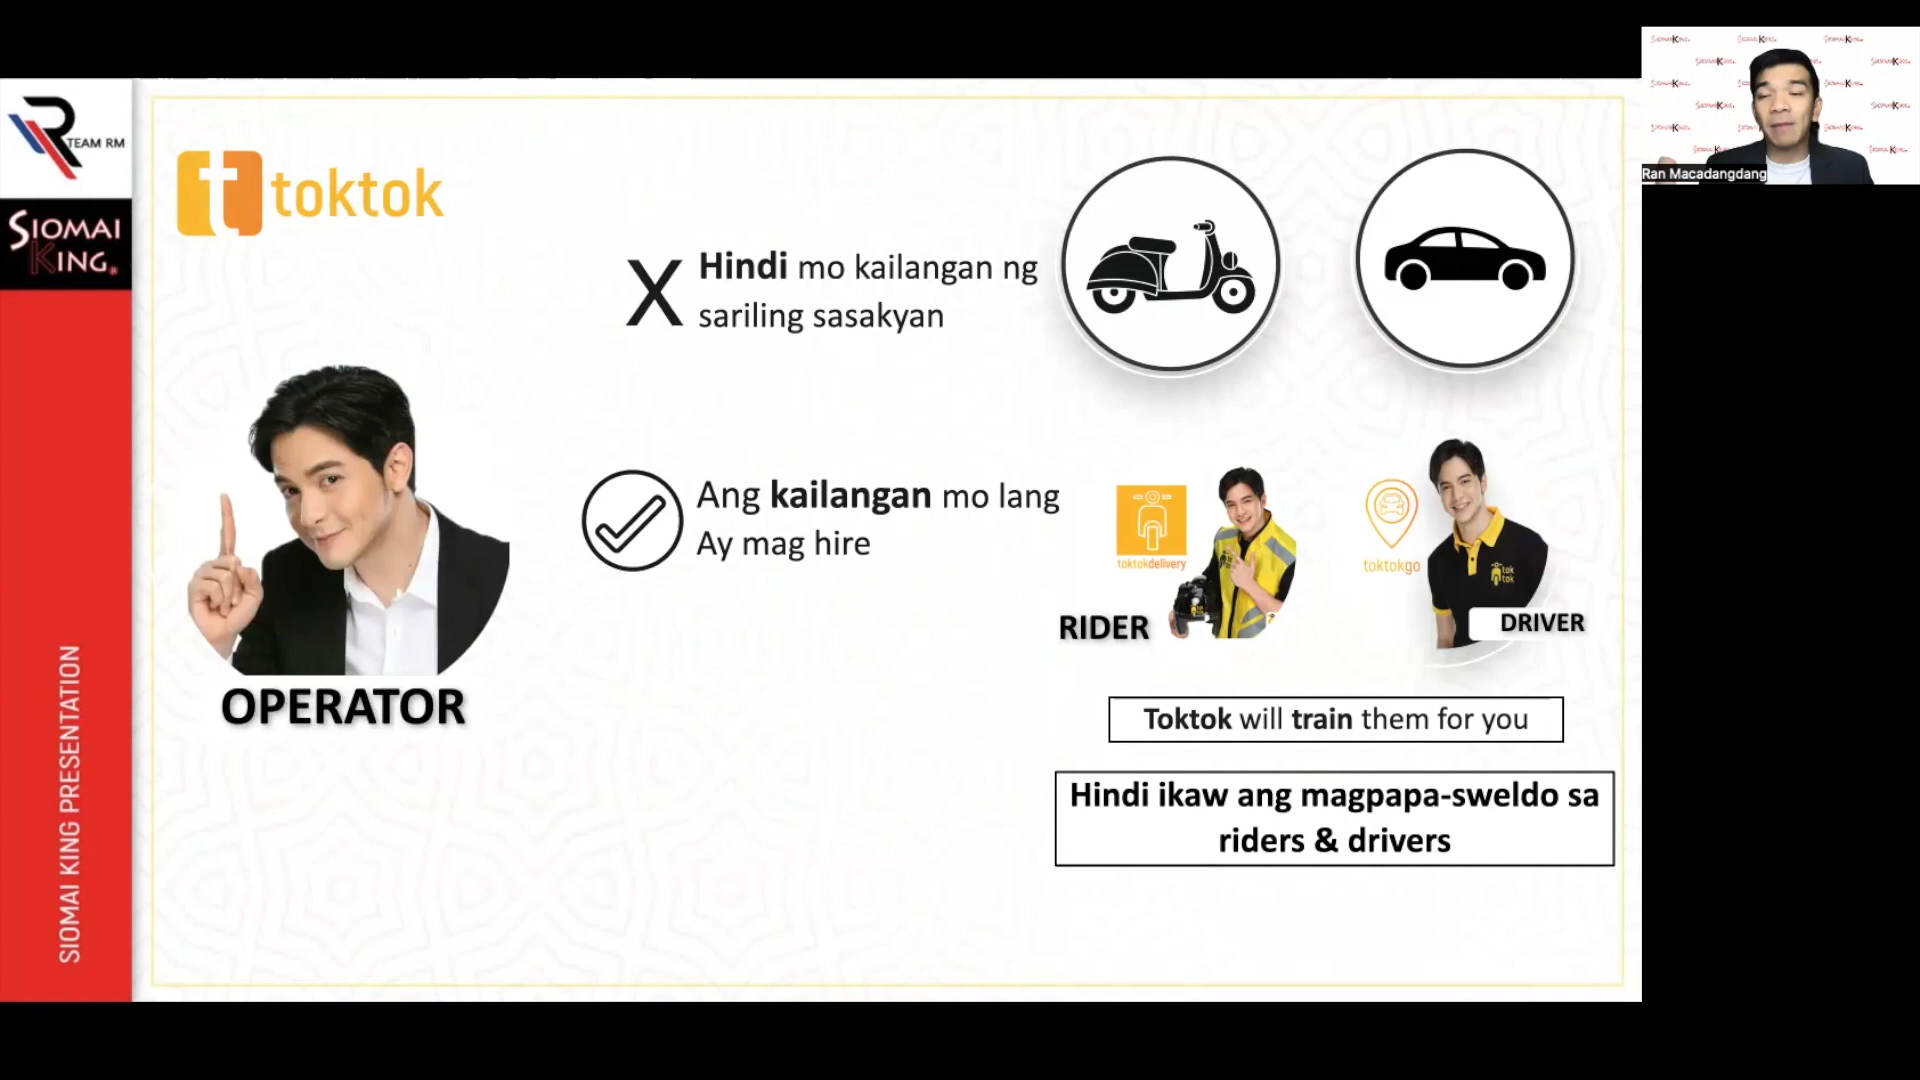 TEAM RM
SIOMAI
KING
SIOMAI KING PRESENTATION
toktok
X Hindi mo kailangan ng
sariling sasakyan
Ang kailangan mo lang
Ay mag hire
OPERATOR
toktokdelivery
RIDER
toktokgo
tok
tok
DRIVER
Toktok will train them for you
Hindi ikaw ang magpapa-sweldo sa
riders & drivers
Ran Macadangdang